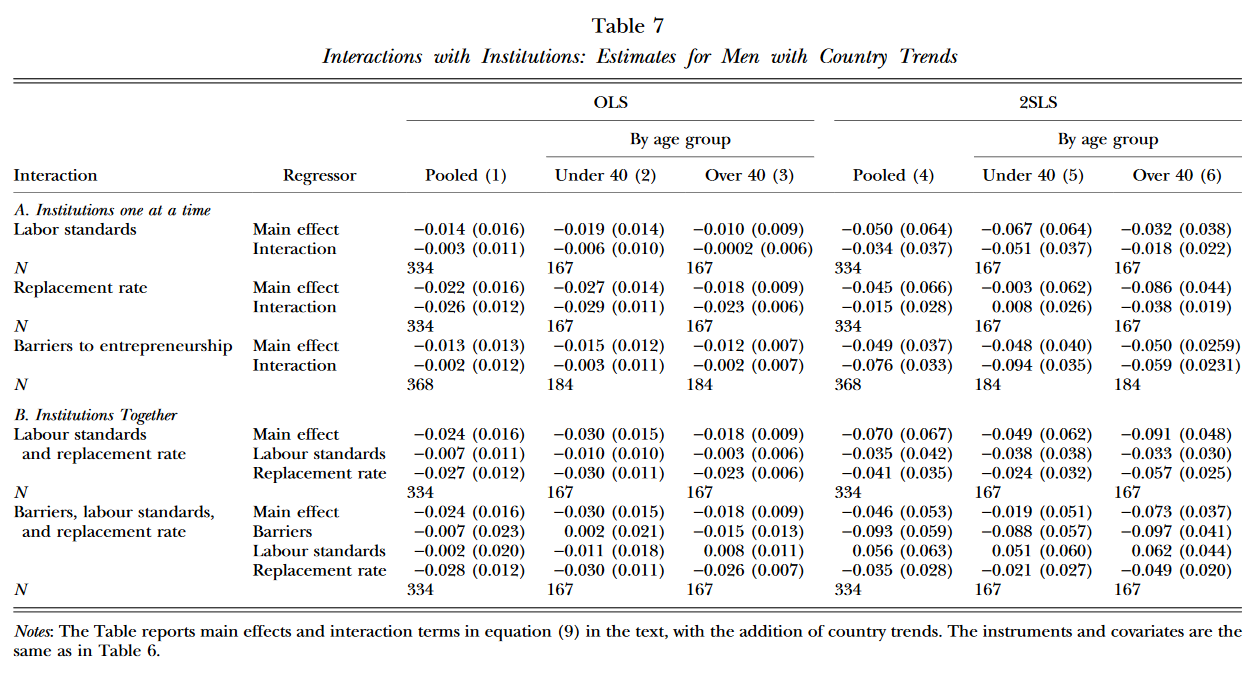 Table 7
Interactions with Institutions: Estimates for Men with Country Trends
OLS 2SLS
By age group By age group
Interaction Regressor Pooled (1) Under 40 (2) Over 40 (3) Pooled (4) Under 40 (5) Over 40 (6)
A. Institutions one at a time
Labor standards Main effect −0.014 (0.016) −0.019 (0.014) −0.010 (0.009) −0.050 (0.064) −0.067 (0.064) −0.032 (0.038)
Interaction −0.003 (0.011) −0.006 (0.010) −0.0002 (0.006) −0.034 (0.037) −0.051 (0.037) −0.018 (0.022)
N 334 167 167 334 167 167
Replacement rate Main effect −0.022 (0.016) −0.027 (0.014) −0.018 (0.009) −0.045 (0.066) −0.003 (0.062) −0.086 (0.044)
Interaction −0.026 (0.012) −0.029 (0.011) −0.023 (0.006) −0.015 (0.028) 0.008 (0.026) −0.038 (0.019)
N 334 167 167 334 167 167
Barriers to entrepreneurship Main effect −0.013 (0.013) −0.015 (0.012) −0.012 (0.007) −0.049 (0.037) −0.048 (0.040) −0.050 (0.0259)
Interaction −0.002 (0.012) −0.003 (0.011) −0.002 (0.007) −0.076 (0.033) −0.094 (0.035) −0.059 (0.0231)
N 368 184 184 368 184 184
B. Institutions Together
Labour standards Main effect −0.024 (0.016) −0.030 (0.015) −0.018 (0.009) −0.070 (0.067) −0.049 (0.062) −0.091 (0.048)
and replacement rate Labour standards −0.007 (0.011) −0.010 (0.010) −0.003 (0.006) −0.035 (0.042) −0.038 (0.038) −0.033 (0.030)
Replacement rate −0.027 (0.012) −0.030 (0.011) −0.023 (0.006) −0.041 (0.035) −0.024 (0.032) −0.057 (0.025)
N 334 167 167 334 167 167
Barriers, labour standards, Main effect −0.024 (0.016) −0.030 (0.015) −0.018 (0.009) −0.046 (0.053) −0.019 (0.051) −0.073 (0.037)
and replacement rate Barriers −0.007 (0.023) 0.002 (0.021) −0.015 (0.013) −0.093 (0.059) −0.088 (0.057) −0.097 (0.041)
Labour standards −0.002 (0.020) −0.011 (0.018) 0.008 (0.011) 0.056 (0.063) 0.051 (0.060) 0.062 (0.044)
Replacement rate −0.028 (0.012) −0.030 (0.011) −0.026 (0.007) −0.035 (0.028) −0.021 (0.027) −0.049 (0.020)
N 334 167 167 334 167 167
Notes: The Table reports main effects and interaction terms in equation (9) in the text, with the addition of country trends. The instruments and covariates are the
same as in Table 6.